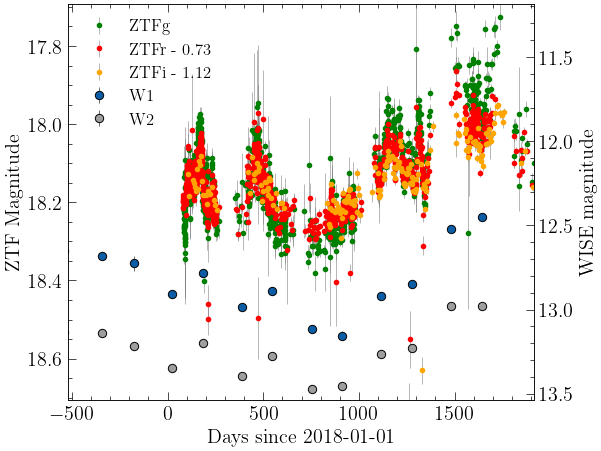 ZTFg
ZTFr - 0.73
ZTFi - 1.12
W1
W2
17.8
18.0
18.2
18.4
18.6
ZTF Magnitude
11.5
12.0
12.5
13.0
13.5
WISE magnitude
−500
0
500
1000
1500
Days since 2018-01-01